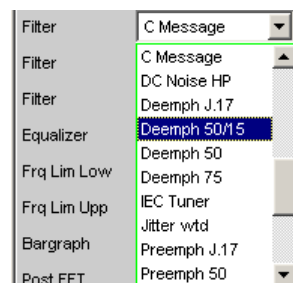 Filter C Message
Filter C Message
DC Noise HP
Filter Deemph J.17
Equalizer Deemph 50/15
Deemph 50
Frq Lim Low Deemph 75
Frq Lim Upp IEC Tuner
Jitter wtd
Bargraph Preemph J.17
Post FFT Preemph 50